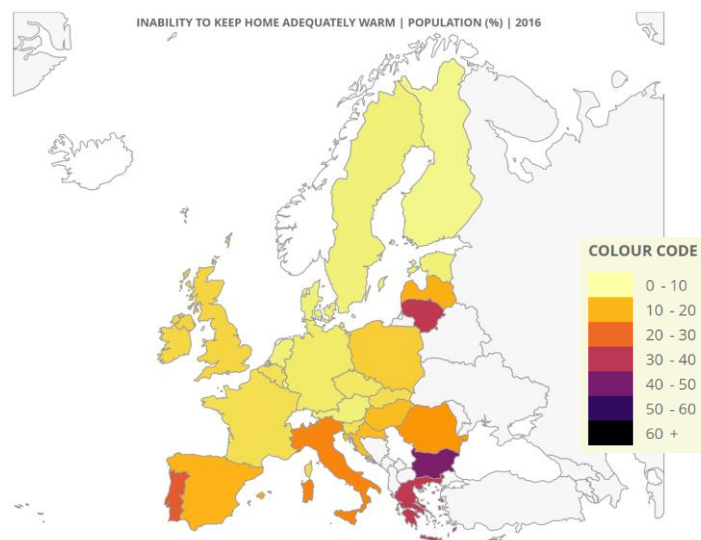 INABILITY TO KEEP HOME ADEQUATELY WARM | POPULATION (%) | 2016
COLOUR CODE
0 - 10
10 - 20
20 - 30
30 - 40
40 - 50
50 - 60
60 +